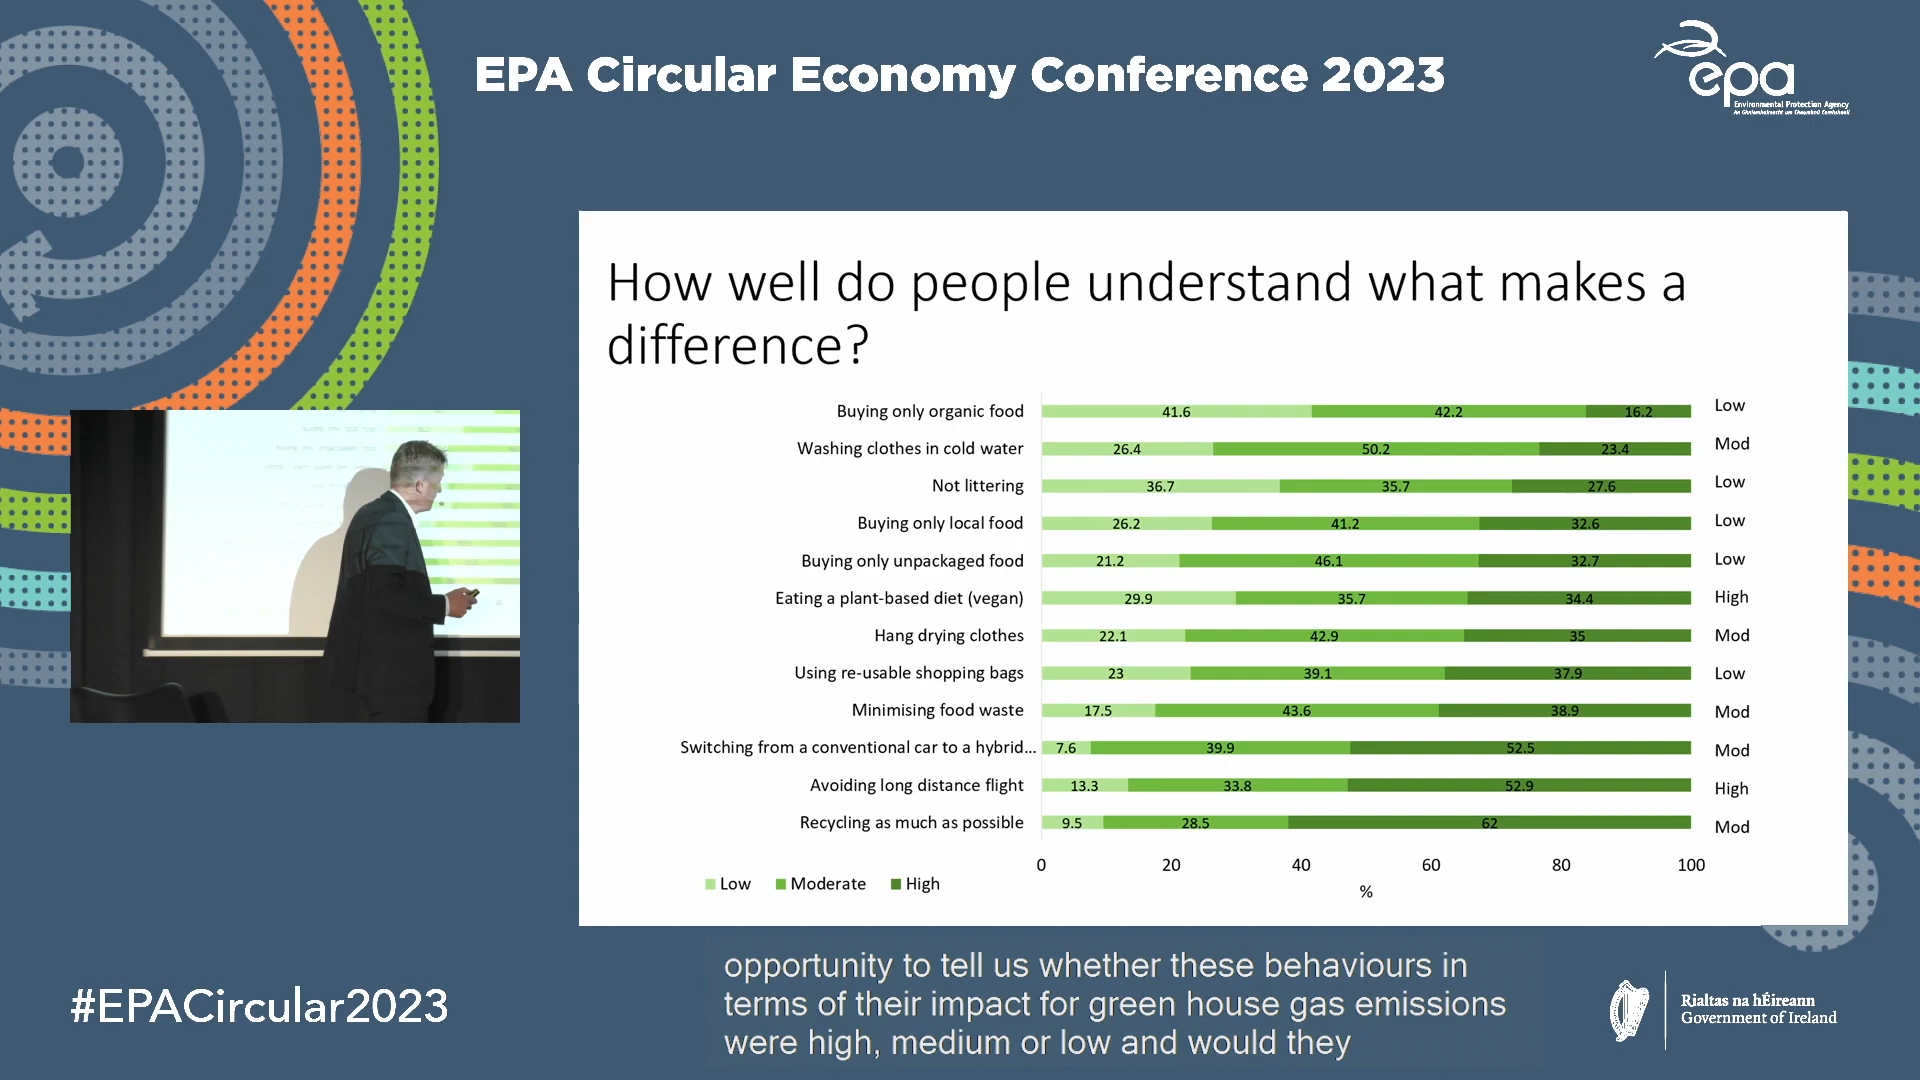 EPA Circular Economy Conference 2023
epa
Environmental Protection Agency
An Ghníomhaireacht um Chaomhnú Comhshaoil
How well do people understand what makes a
difference?
Buying only organic food 41.6 42.2 16.2 Low
Washing clothes in cold water 26.4 50.2 23.4 Mod
Not littering 36.7 35.7 27.6 Low
Buying only local food 26.2 41.2 32.6 Low
Buying only unpackaged food 21.2 46.1 32.7 Low
Eating a plant-based diet (vegan) 29.9 35.7 34.4 High
Hang drying clothes 22.1 42.9 35 Mod
Using re-usable shopping bags 23 39.1 37.9 Low
Minimising food waste 17.5 43.6 38.9 Mod
Switching from a conventional car to a hybrid... 7.6 39.9 52.5 Mod
Avoiding long distance flight 13.3 33.8 52.9 High
Recycling as much as possible 9.5 28.5 62 Mod
0 20 40 60 80 100
Low Moderate High
%
opportunity to tell us whether these behaviours in
terms of their impact for green house gas emissions
were high, medium or low and would they
#EPACircular2023
Rialtas na hÉireann
Government of Ireland